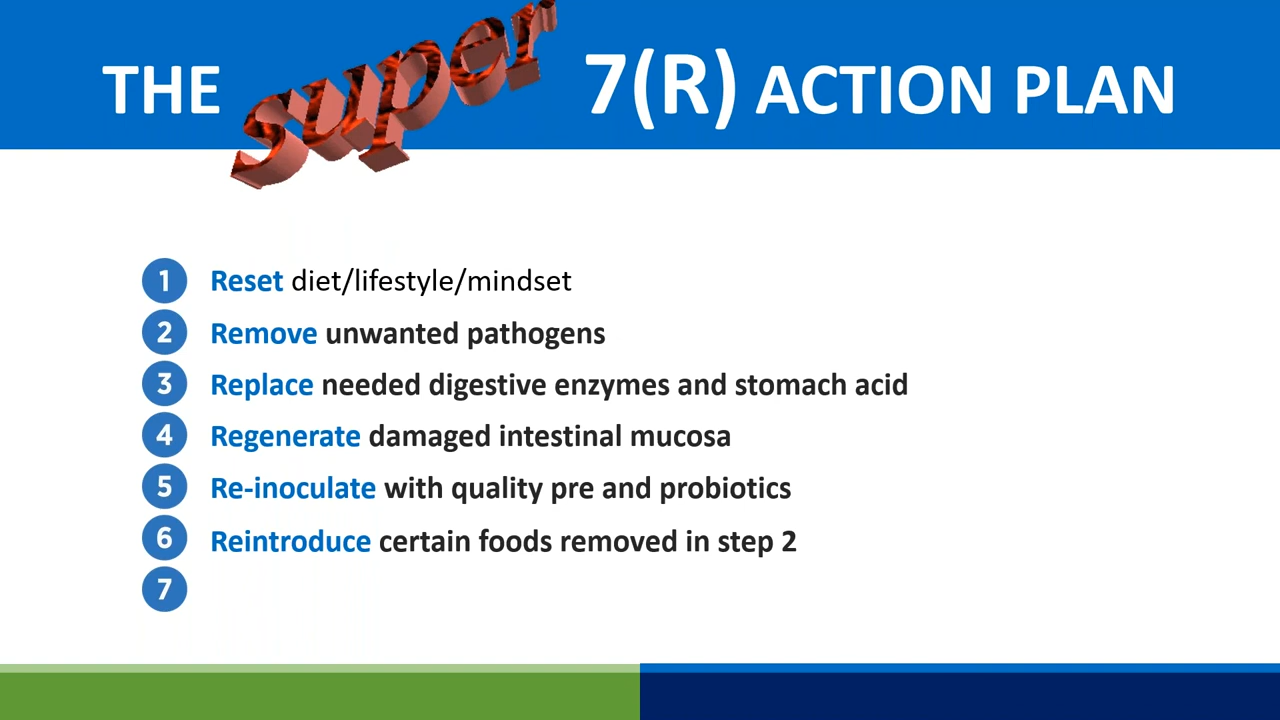 THE super 7(R) ACTION PLAN
1 Reset diet/lifestyle/mindset
2 Remove unwanted pathogens
3 Replace needed digestive enzymes and stomach acid
4 Regenerate damaged intestinal mucosa
5 Re-inoculate with quality pre and probiotics
6 Reintroduce certain foods removed in step 2
7